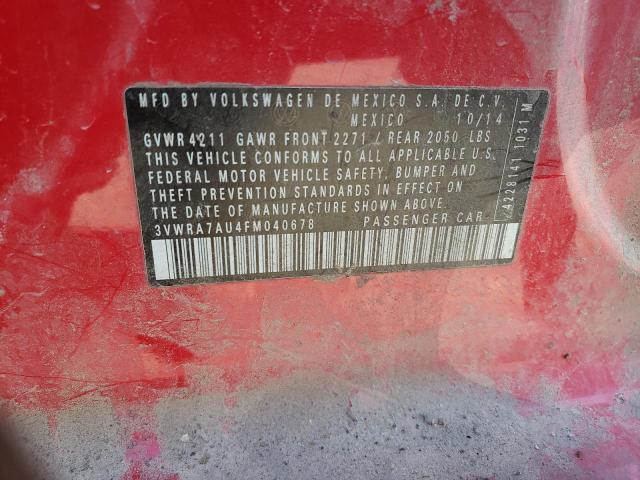 MFD BY VOLKSWAGEN DE MEXICO S.A. DE C.V.
MEXICO 10/14
GVWR 4211 GAWR FRONT 2271 / REAR 2050 LBS
THIS VEHICLE CONFORMS TO ALL APPLICABLE U.S.
FEDERAL MOTOR VEHICLE SAFETY, BUMPER AND
THEFT PREVENTION STANDARDS IN EFFECT ON
THE DATE OF MANUFACTURE SHOWN ABOVE.
3VWRA7AU4FM040678 PASSENGER CAR
4228141 1031 M